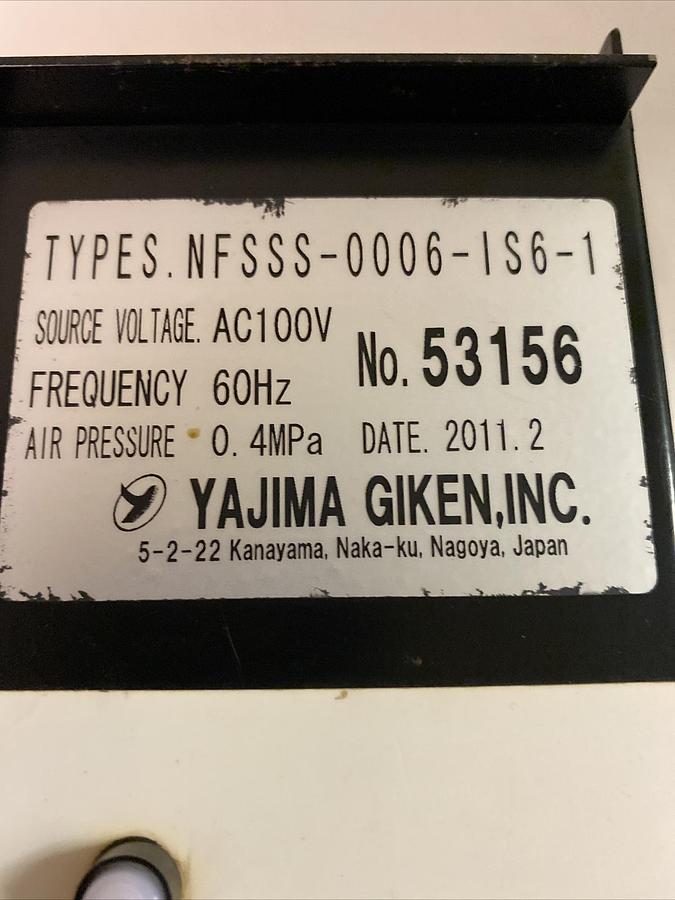 TYPES. NFSSS-0006-IS6-1
SOURCE VOLTAGE. AC100V
No. 53156
FREQUENCY 60Hz
AIR PRESSURE 0.4MPa DATE. 2011.2
YAJIMA GIKEN,INC.
5-2-22 Kanayama, Naka-ku, Nagoya, Japan